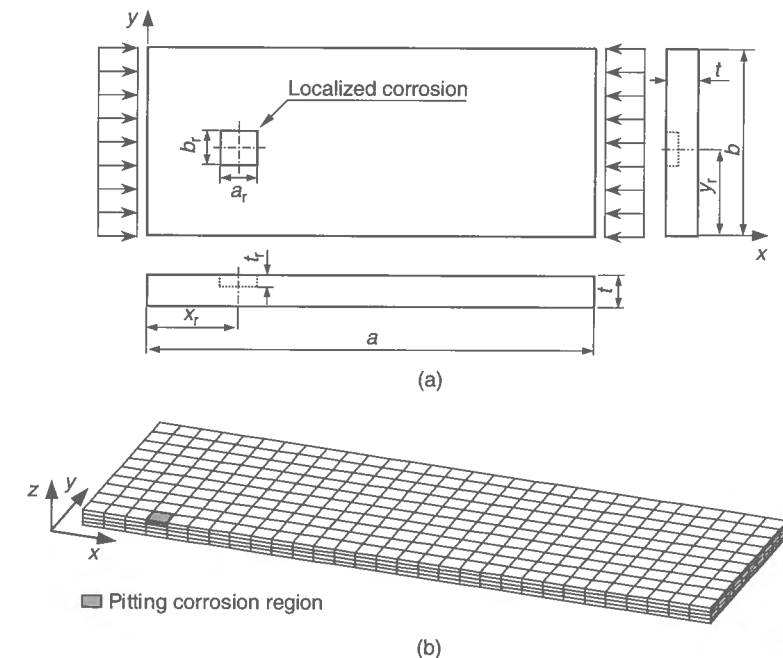 y
Localized corrosion
b_r
a_r
t
b
y_r
x
t_r
t
x_r
a
(a)
z
y
x
Pitting corrosion region
(b)